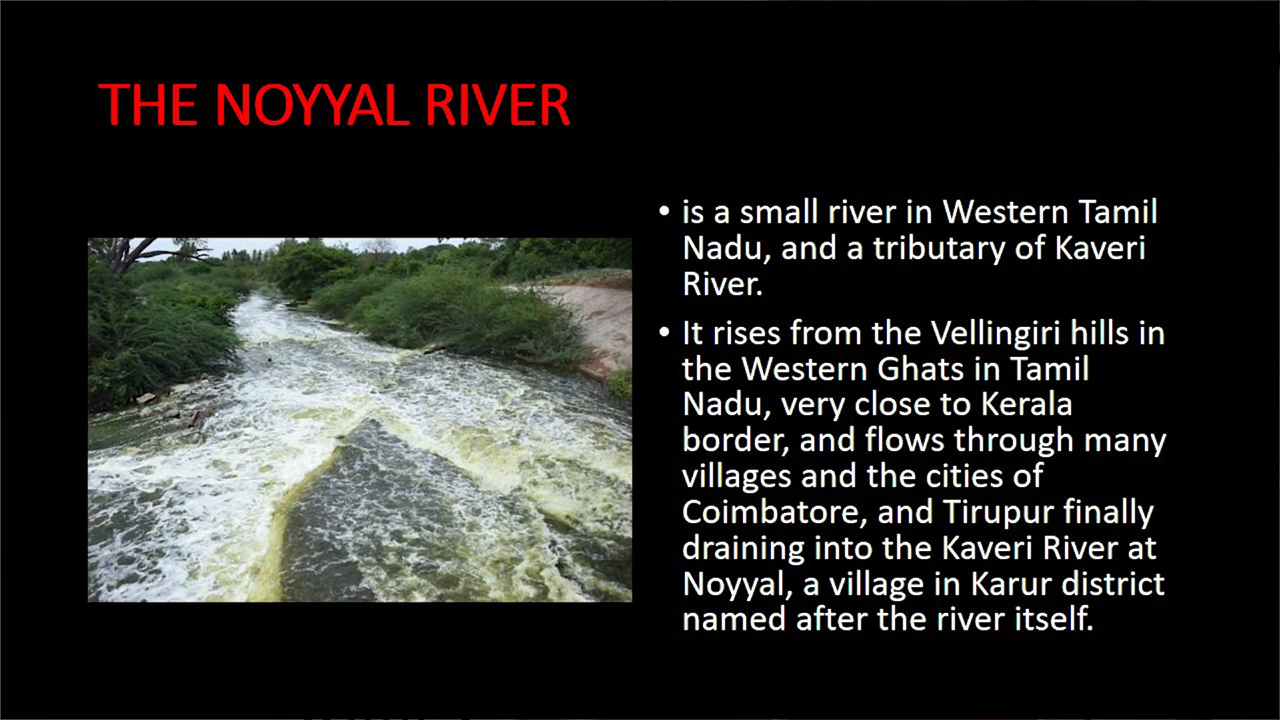 THE NOYYAL RIVER
• is a small river in Western Tamil
Nadu, and a tributary of Kaveri
River.
• It rises from the Vellingiri hills in
the Western Ghats in Tamil
Nadu, very close to Kerala
border, and flows through many
villages and the cities of
Coimbatore, and Tirupur finally
draining into the Kaveri River at
Noyyal, a village in Karur district
named after the river itself.